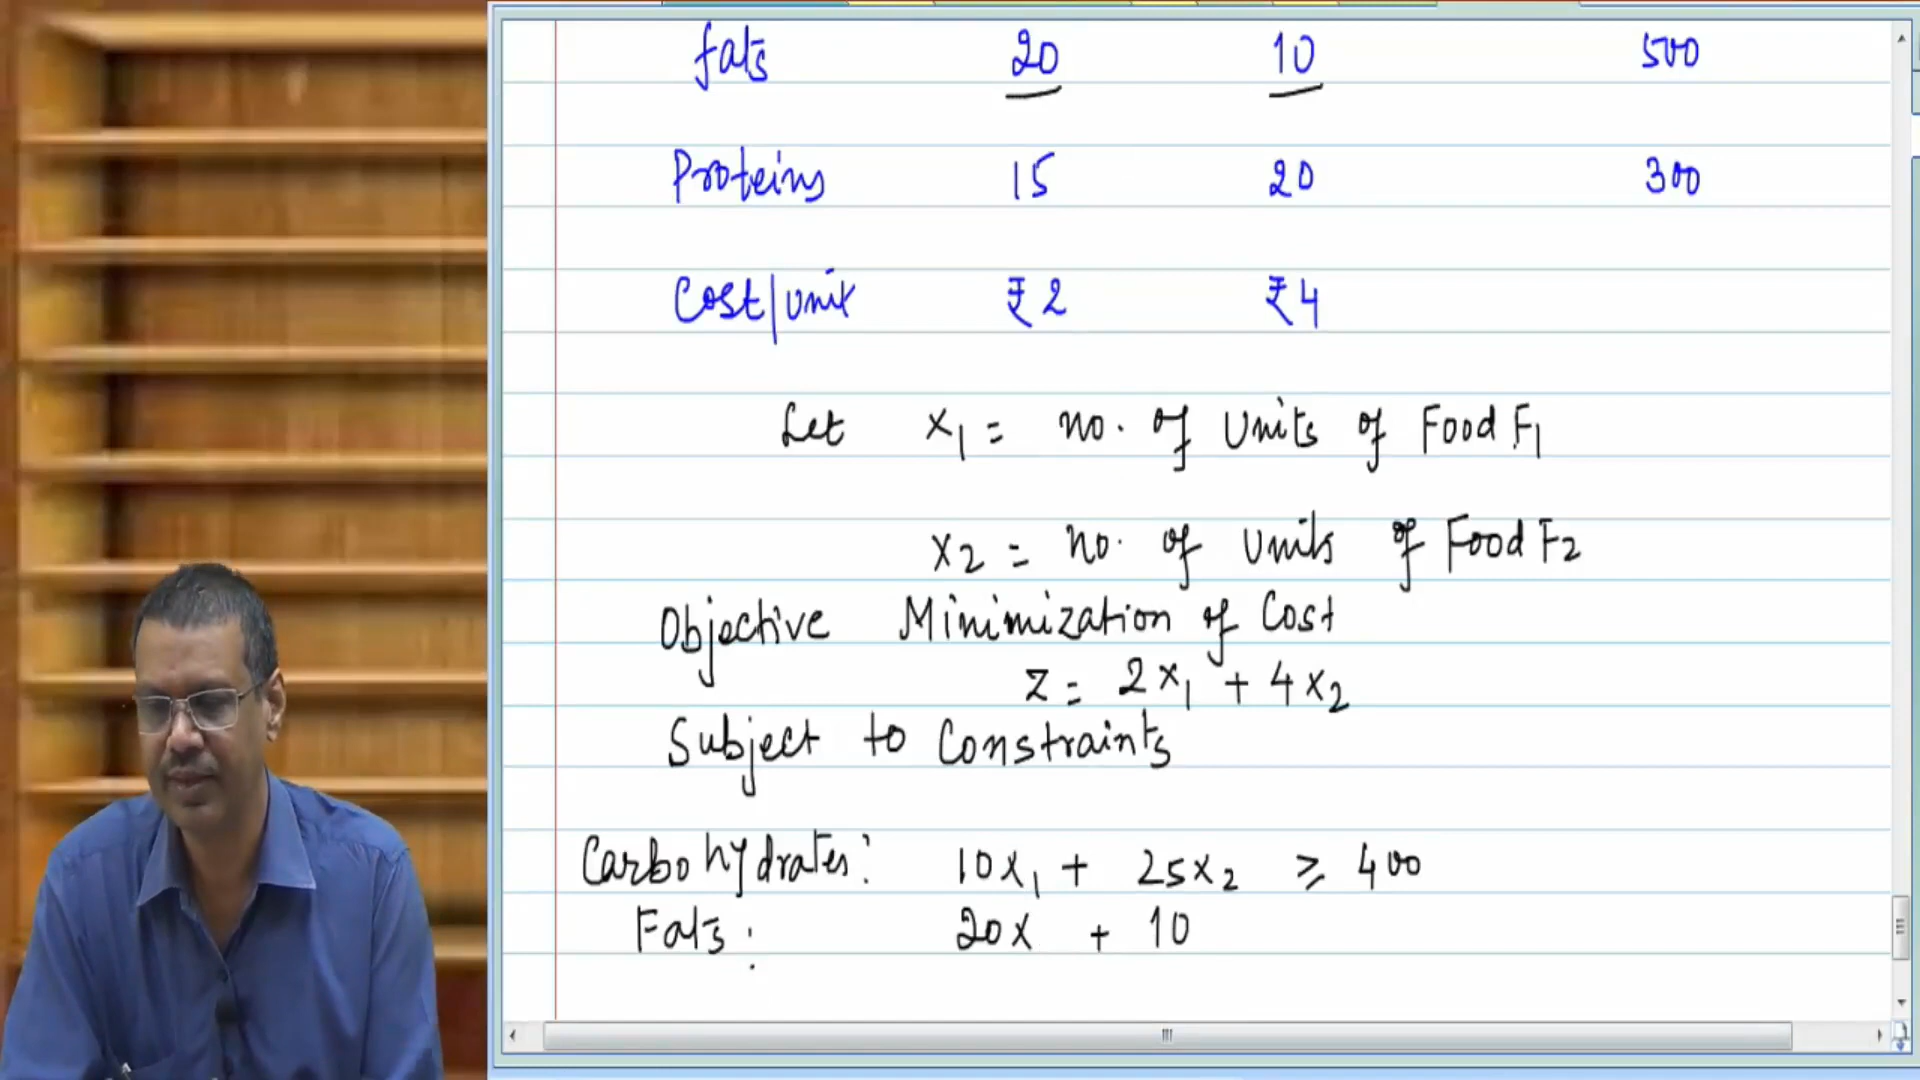 fats 20 10 500
Proteins 15 20 300
Cost/unit ₹2 ₹4
Let x1 = no. of Units of Food F1
x2 = no. of Units of Food F2
Objective Minimization of Cost
z = 2x1 + 4x2
Subject to Constraints
Carbohydrates: 10x1 + 25x2 ≥ 400
Fats: 20x + 10